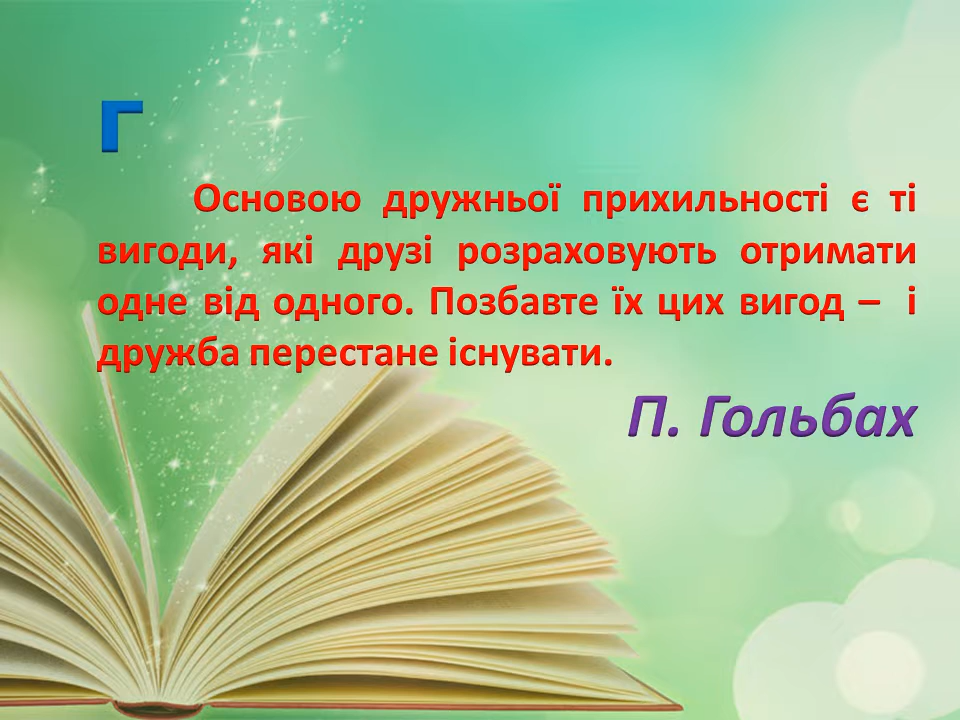 г
Основою дружньої прихильності є ті
вигоди, які друзі розраховують отримати
одне від одного. Позбавте їх цих вигод – і
дружба перестане існувати.
П. Гольбах